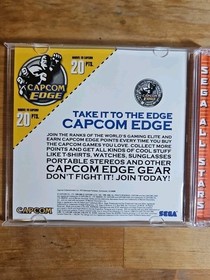 20
PTS.
CAPCOM
EDGE
20
PTS.
TAKE IT TO THE EDGE
CAPCOM EDGE
JOIN THE RANKS OF THE WORLD'S GAMING ELITE AND
EARN CAPCOM EDGE POINTS EVERY TIME YOU BUY
THE CAPCOM GAMES YOU LOVE. COLLECT MORE
POINTS AND GET ALL KINDS OF COOL STUFF
LIKE T-SHIRTS, WATCHES, SUNGLASSES
PORTABLE STEREOS AND OTHER
CAPCOM EDGE GEAR
DON'T FIGHT IT! JOIN TODAY!
CAPCOM
SEGA
SEGA ALL STARS